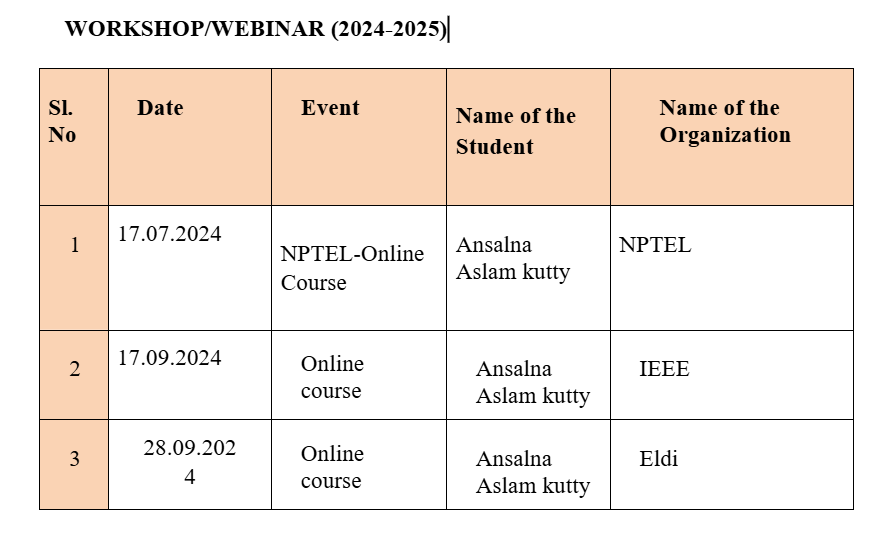 WORKSHOP/WEBINAR (2024-2025)
Sl.
No
Date
Event
Name of the
Student
Name of the
Organization
1
17.07.2024
NPTEL-Online
Course
Ansalna
Aslam kutty
NPTEL
2
17.09.2024
Online
course
Ansalna
Aslam kutty
IEEE
3
28.09.202
4
Online
course
Ansalna
Aslam kutty
Eldi